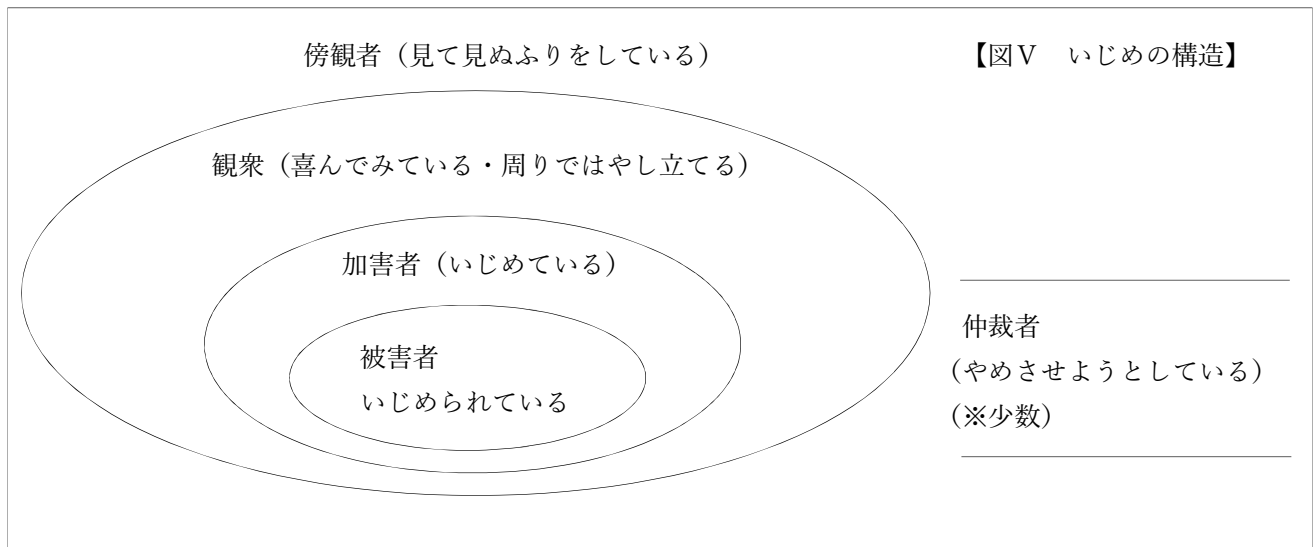 傍観者（見て見ぬふりをしている）
【図Ⅴ　いじめの構造】
観衆（喜んでみている・周りではやし立てる）
加害者（いじめている）
被害者
いじめられている
仲裁者
（やめさせようとしている）
（※少数）